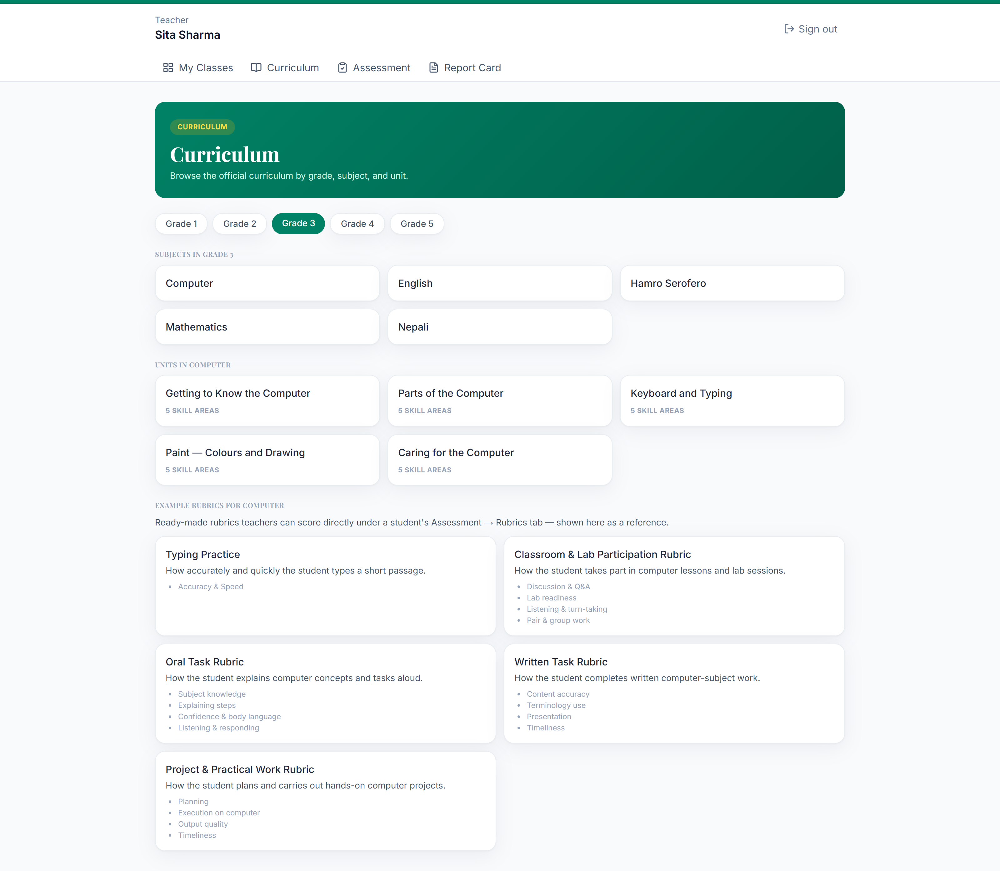 Teacher
Sita Sharma
Sign out
My Classes
Curriculum
Assessment
Report Card
CURRICULUM
Curriculum
Browse the official curriculum by grade, subject, and unit.
Grade 1
Grade 2
Grade 3
Grade 4
Grade 5
SUBJECTS IN GRADE 3
Computer
English
Hamro Serofero
Mathematics
Nepali
UNITS IN COMPUTER
Getting to Know the Computer
5 SKILL AREAS
Parts of the Computer
5 SKILL AREAS
Keyboard and Typing
5 SKILL AREAS
Paint — Colours and Drawing
5 SKILL AREAS
Caring for the Computer
5 SKILL AREAS
EXAMPLE RUBRICS FOR COMPUTER
Ready-made rubrics teachers can score directly under a student's Assessment → Rubrics tab — shown here as a reference.
Typing Practice
How accurately and quickly the student types a short passage.
• Accuracy & Speed
Classroom & Lab Participation Rubric
How the student takes part in computer lessons and lab sessions.
• Discussion & Q&A
• Lab readiness
• Listening & turn-taking
• Pair & group work
Oral Task Rubric
How the student explains computer concepts and tasks aloud.
• Subject knowledge
• Explaining steps
• Confidence & body language
• Listening & responding
Written Task Rubric
How the student completes written computer-subject work.
• Content accuracy
• Terminology use
• Presentation
• Timeliness
Project & Practical Work Rubric
How the student plans and carries out hands-on computer projects.
• Planning
• Execution on computer
• Output quality
• Timeliness